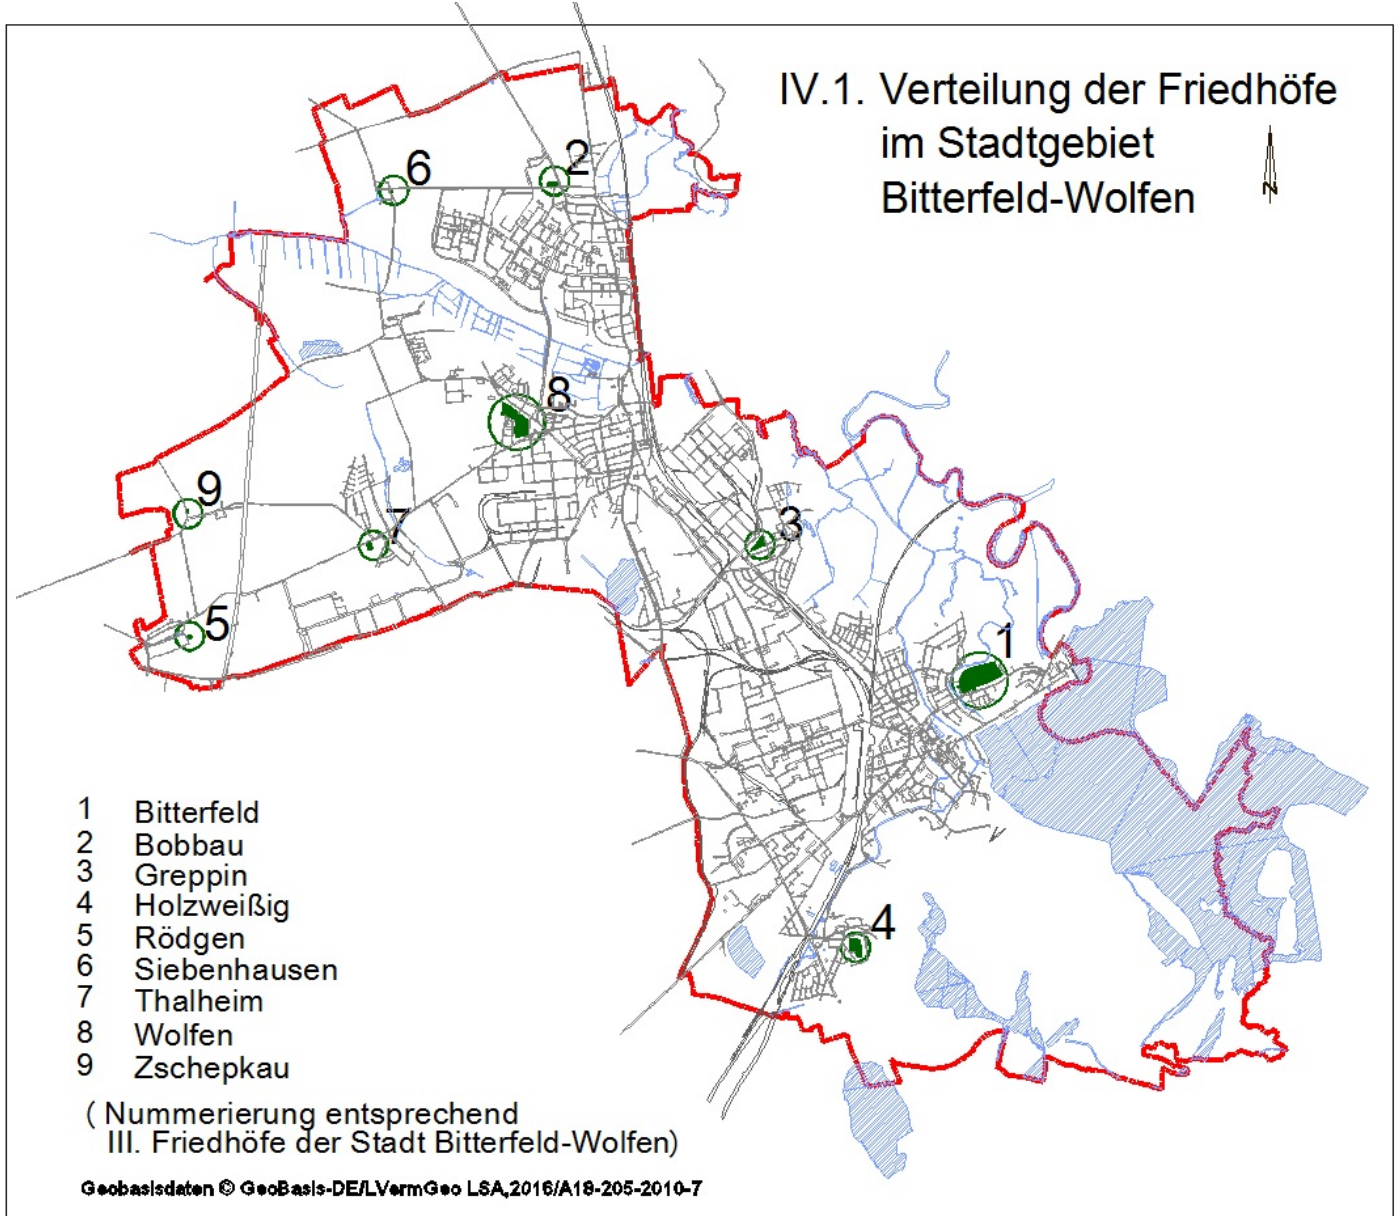 IV.1. Verteilung der Friedhöfe
im Stadtgebiet
Bitterfeld-Wolfen
N
6
2
8
9
7
3
5
1
4
1 Bitterfeld
2 Bobbau
3 Greppin
4 Holzweißig
5 Rödgen
6 Siebenhausen
7 Thalheim
8 Wolfen
9 Zschepkau
( Nummerierung entsprechend
III. Friedhöfe der Stadt Bitterfeld-Wolfen)
Geobasisdaten © GeoBasis-DE/LVermGeo LSA,2016/A18-205-2010-7